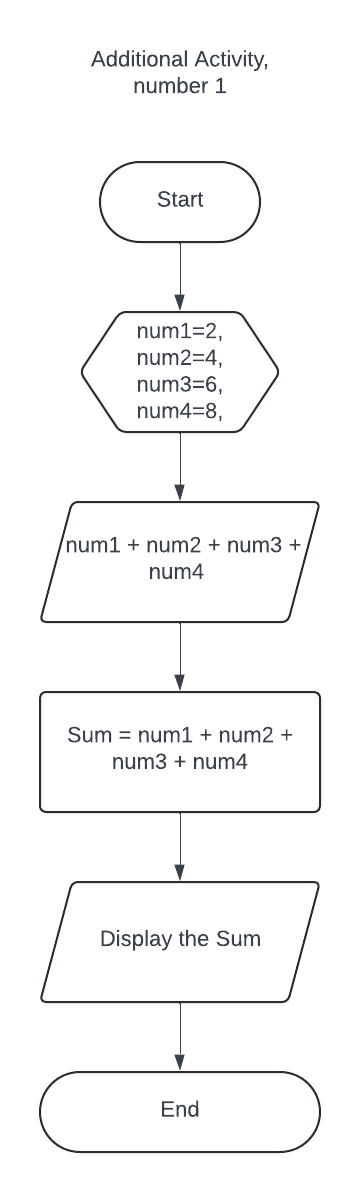 Additional Activity,
number 1
Start
num1=2,
num2=4,
num3=6,
num4=8,
num1 + num2 + num3 +
num4
Sum = num1 + num2 +
num3 + num4
Display the Sum
End